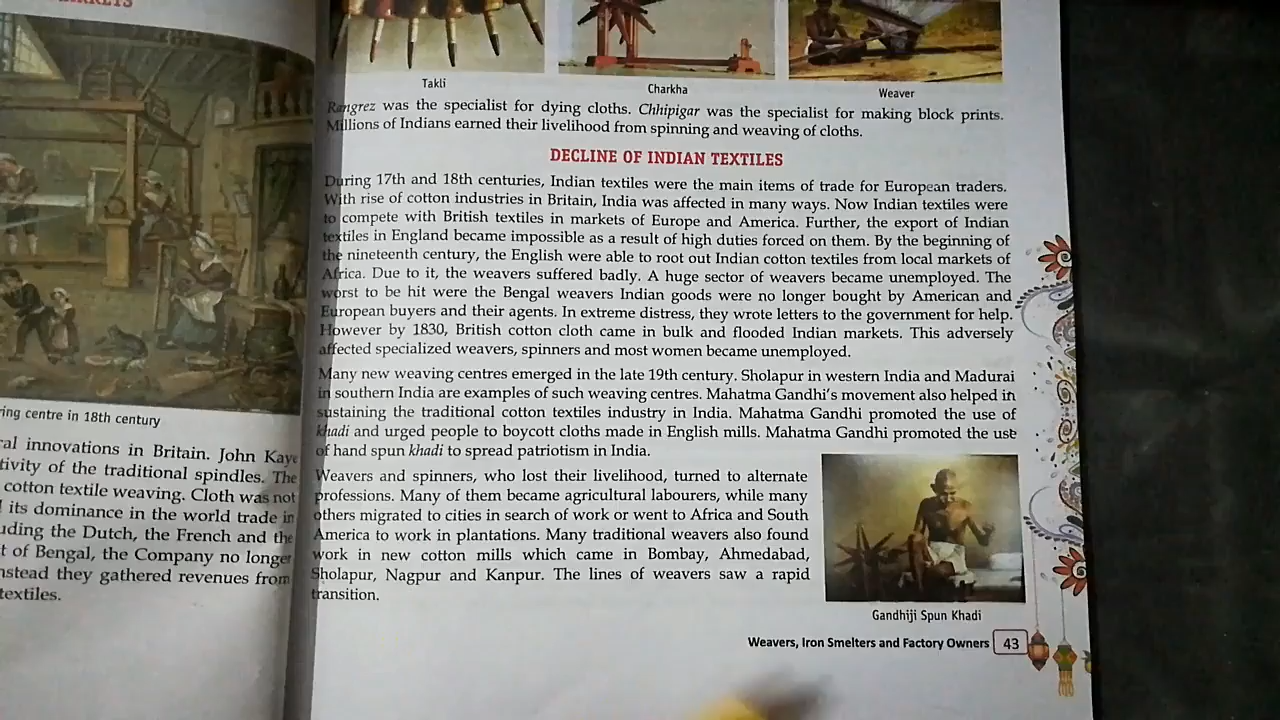 ring centre in 18th century
ral innovations in Britain. John Kaye
tivity of the traditional spindles. The
cotton textile weaving. Cloth was not
its dominance in the world trade in
uding the Dutch, the French and the
t of Bengal, the Company no longer
nstead they gathered revenues from
textiles.
Takli
Charkha
Weaver
Rangrez was the specialist for dying cloths. Chhipigar was the specialist for making block prints.
Millions of Indians earned their livelihood from spinning and weaving of cloths.
DECLINE OF INDIAN TEXTILES
During 17th and 18th centuries, Indian textiles were the main items of trade for European traders.
With rise of cotton industries in Britain, India was affected in many ways. Now Indian textiles were
to compete with British textiles in markets of Europe and America. Further, the export of Indian
textiles in England became impossible as a result of high duties forced on them. By the beginning of
the nineteenth century, the English were able to root out Indian cotton textiles from local markets of
Africa. Due to it, the weavers suffered badly. A huge sector of weavers became unemployed. The
worst to be hit were the Bengal weavers Indian goods were no longer bought by American and
European buyers and their agents. In extreme distress, they wrote letters to the government for help.
However by 1830, British cotton cloth came in bulk and flooded Indian markets. This adversely
affected specialized weavers, spinners and most women became unemployed.
Many new weaving centres emerged in the late 19th century. Sholapur in western India and Madurai
in southern India are examples of such weaving centres. Mahatma Gandhi's movement also helped in
sustaining the traditional cotton textiles industry in India. Mahatma Gandhi promoted the use of
khadi and urged people to boycott cloths made in English mills. Mahatma Gandhi promoted the use
of hand spun khadi to spread patriotism in India.
Weavers and spinners, who lost their livelihood, turned to alternate
professions. Many of them became agricultural labourers, while many
others migrated to cities in search of work or went to Africa and South
America to work in plantations. Many traditional weavers also found
work in new cotton mills which came in Bombay, Ahmedabad,
Sholapur, Nagpur and Kanpur. The lines of weavers saw a rapid
transition.
Gandhiji Spun Khadi
Weavers, Iron Smelters and Factory Owners 43